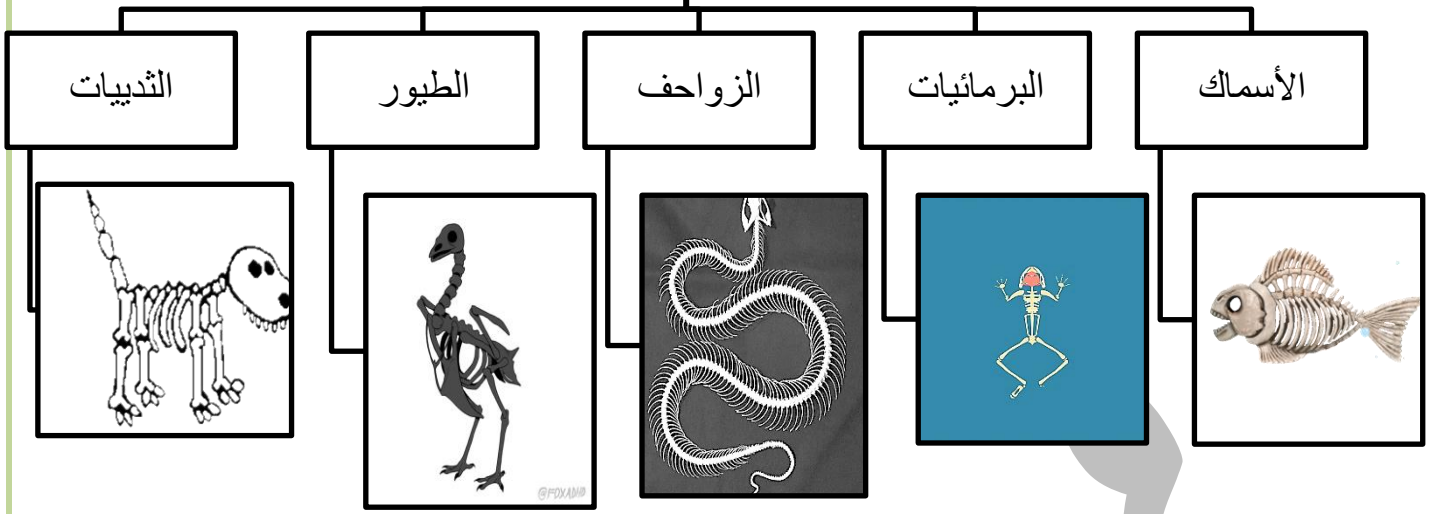 الأسماك
البرمائيات
الزواحف
الطيور
الثدييات